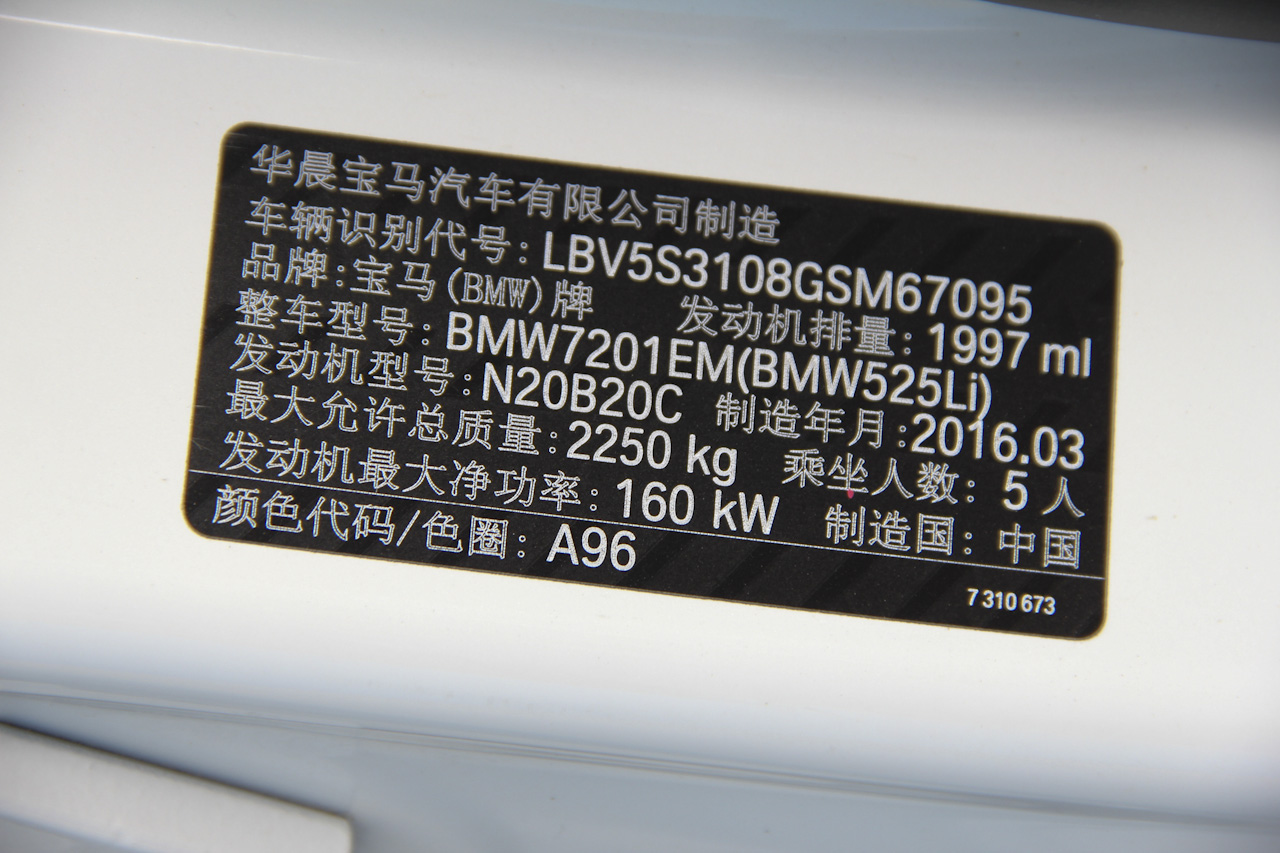 华晨宝马汽车有限公司制造
车辆识别代号: LBV5S3108GSM67095
品牌:宝马(BMW)牌 发动机排量: 1997 ml
整车型号: BMW7201EM(BMW525Li)
发动机型号: N20B20C 制造年月:2016.03
最大允许总质量: 2250 kg 乘坐人数: 5 人
发动机最大净功率: 160 kW 制造国: 中国
颜色代码/色圈: A96
7 310 673